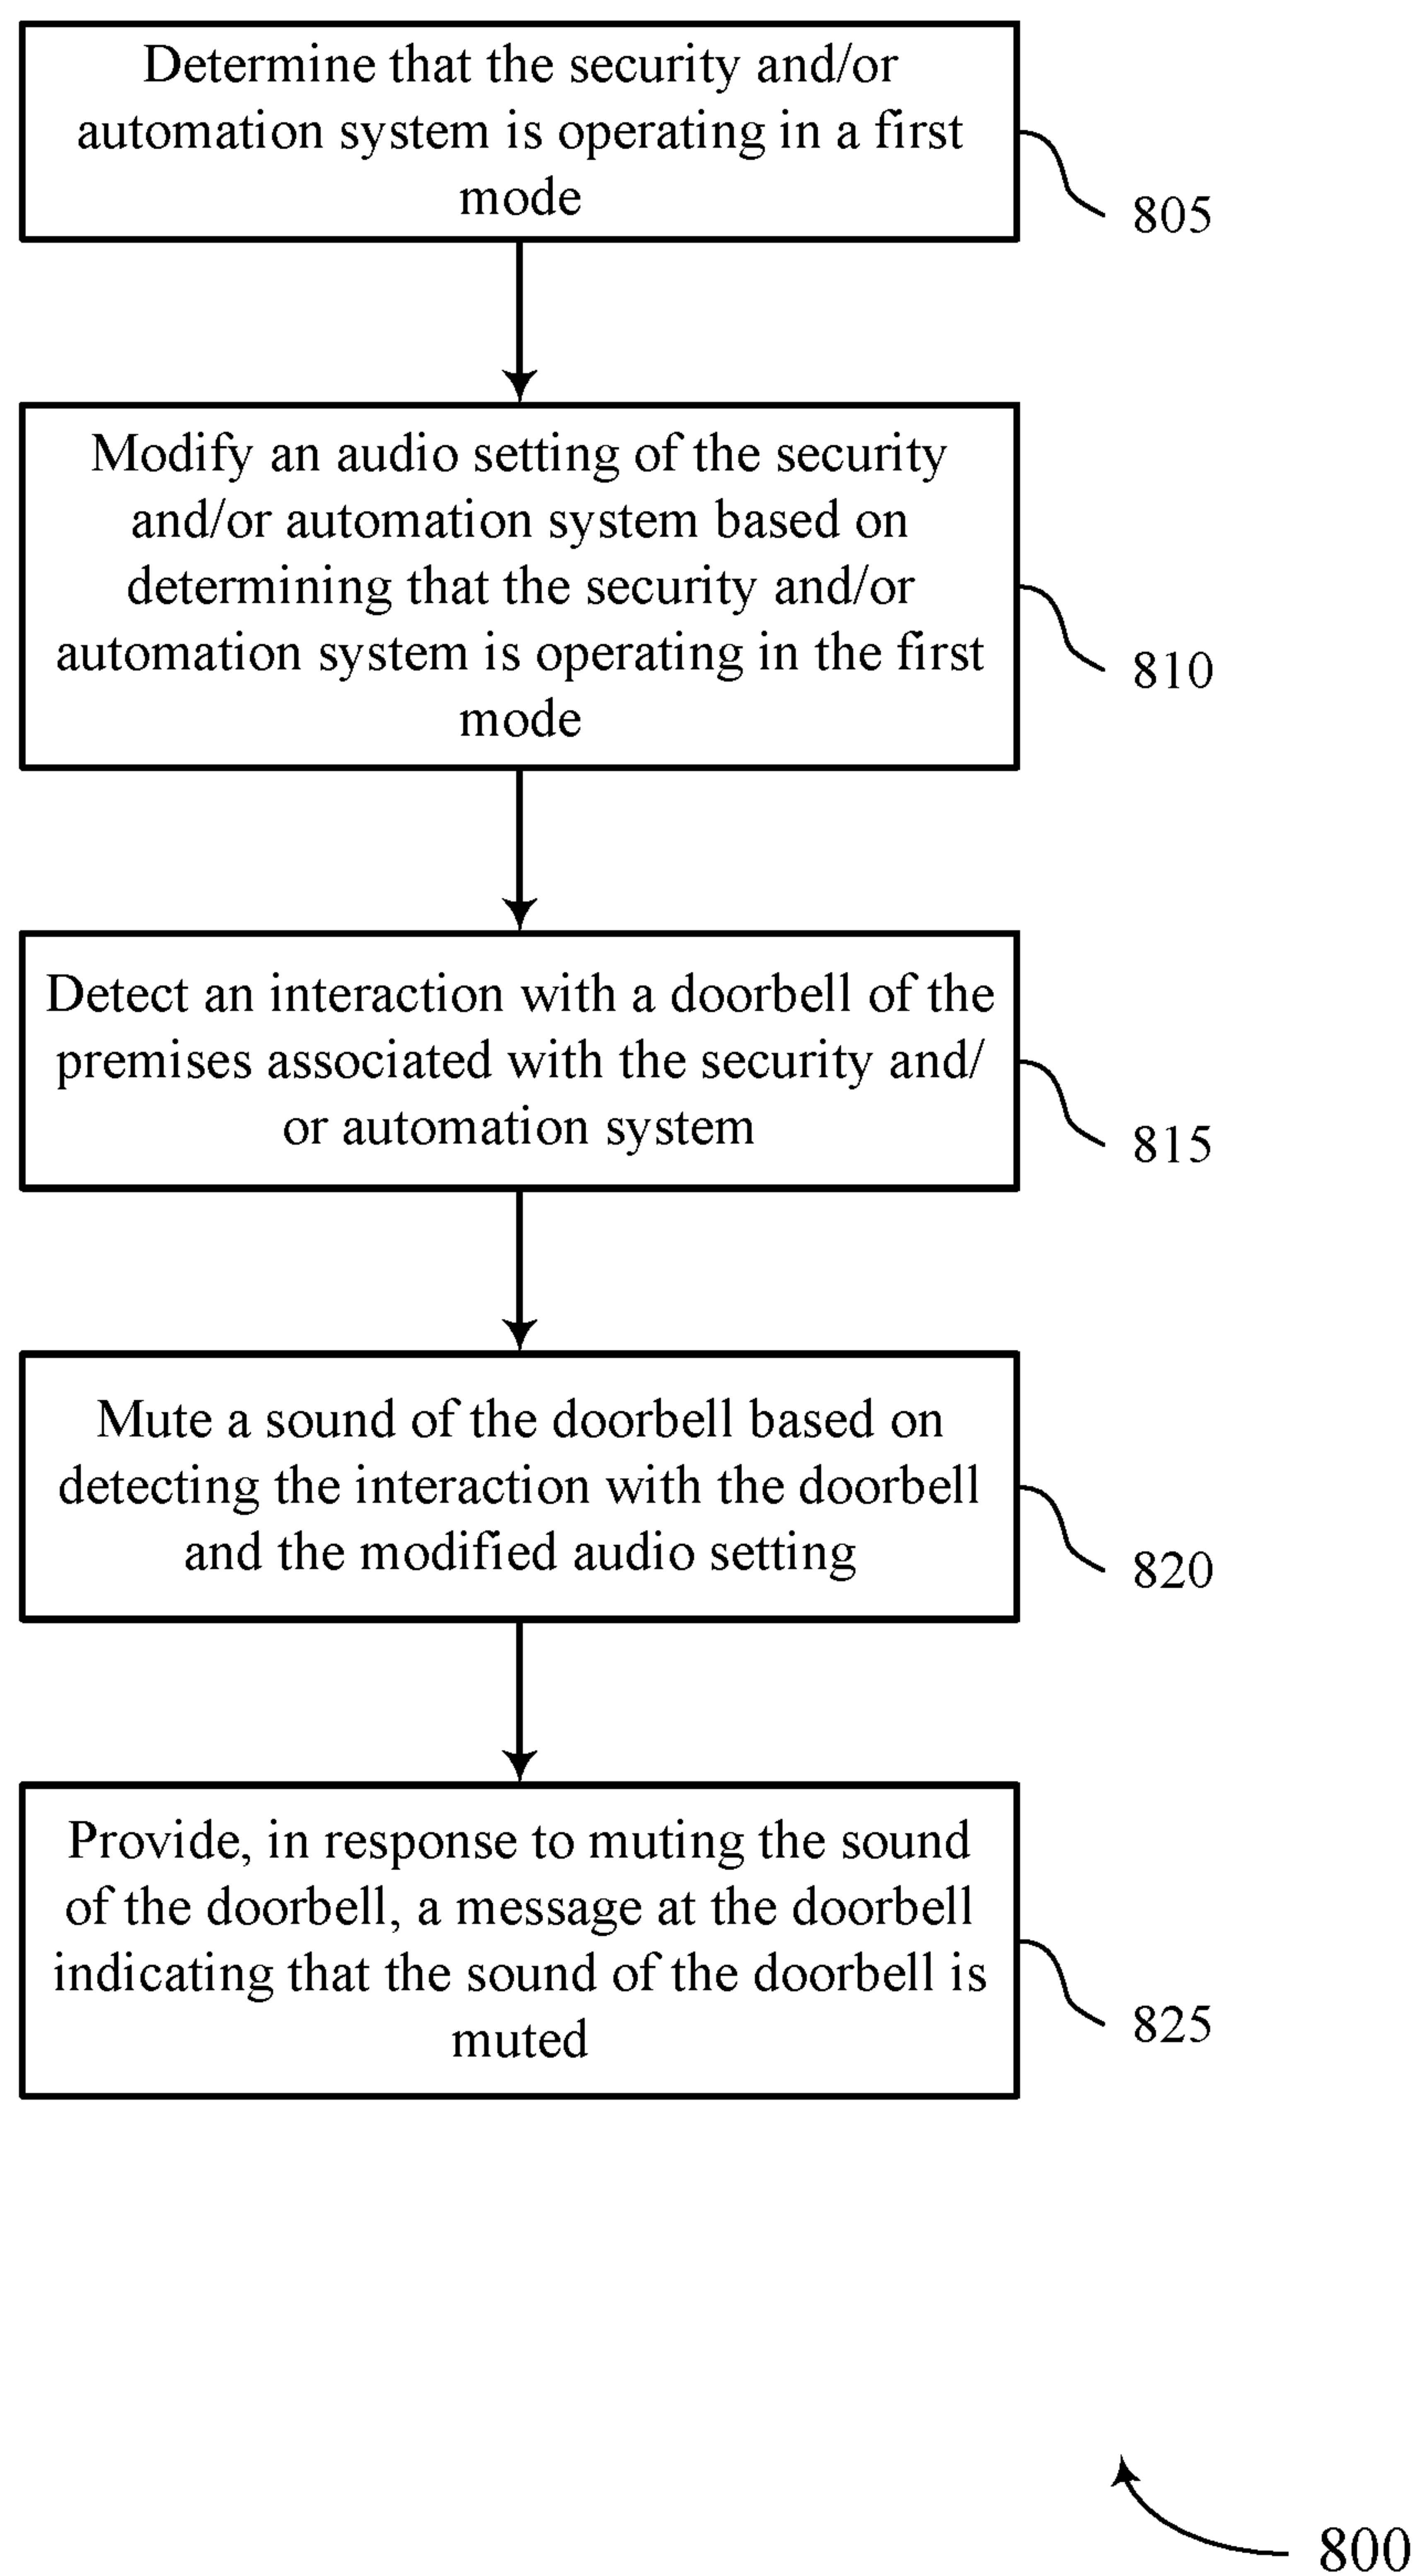 Determine that the security and/or
automation system is operating in a first
mode
805
Modify an audio setting of the security
and/or automation system based on
determining that the security and/or
automation system is operating in the first
mode
810
Detect an interaction with a doorbell of the
premises associated with the security and/
or automation system
815
Mute a sound of the doorbell based on
detecting the interaction with the doorbell
and the modified audio setting
820
Provide, in response to muting the sound
of the doorbell, a message at the doorbell
indicating that the sound of the doorbell is
muted
825
800